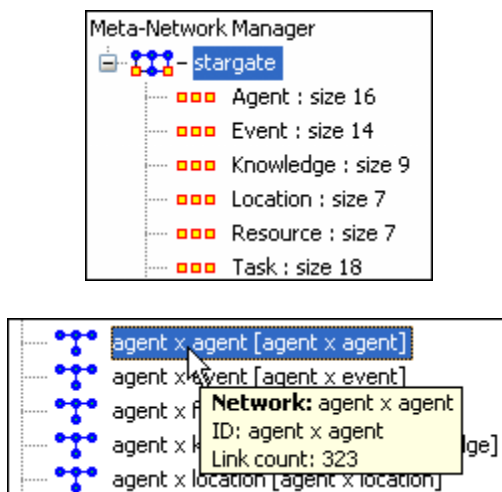 Meta-Network Manager
stargate
Agent : size 16
Event : size 14
Knowledge : size 9
Location : size 7
Resource : size 7
Task : size 18
agent x agent [agent x agent]
agent x event [agent x event]
agent x
agent x lge]
agent x location [agent x location]
Network: agent x agent
ID: agent x agent
Link count: 323